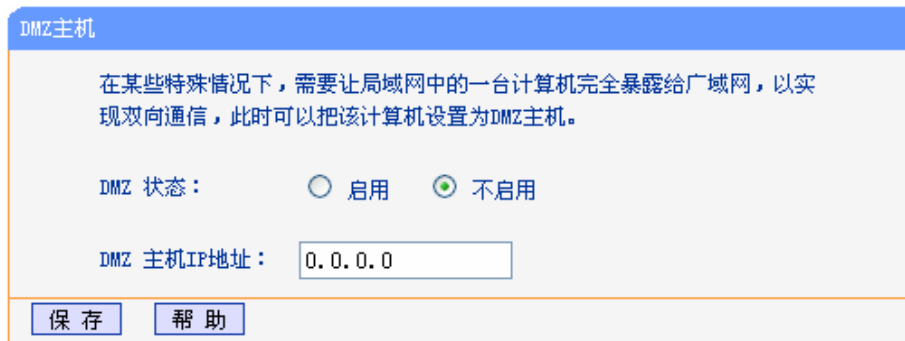 DMZ主机
在某些特殊情况下，需要让局域网中的一台计算机完全暴露给广域网，以实
现双向通信，此时可以把该计算机设置为DMZ主机。
DMZ 状态： 启用 不启用
DMZ 主机IP地址： 0.0.0.0
保 存 帮 助